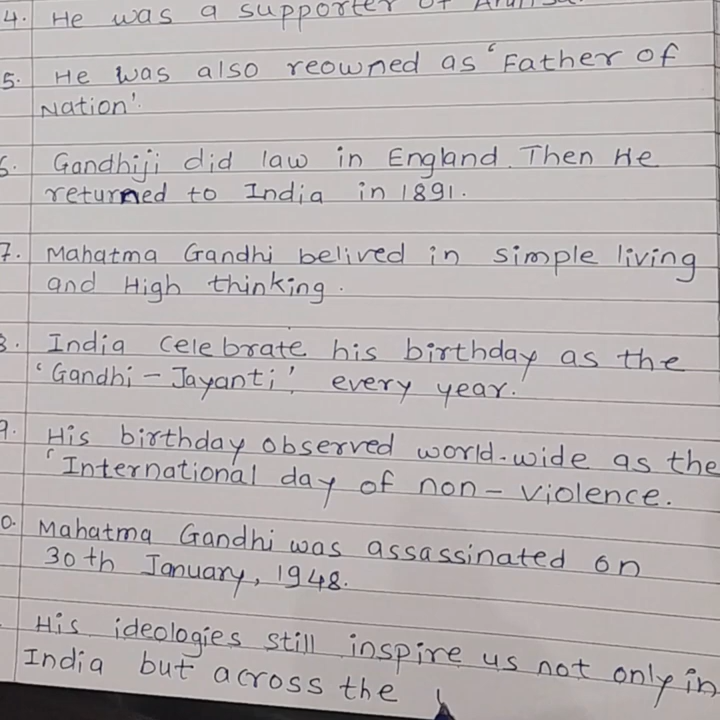 4. He was a supporter of
5. He was also reowned as 'Father of
Nation'.
6. Gandhiji did law in England. Then He
returned to India in 1891.
7. Mahatma Gandhi belived in simple living
and High thinking.
8. India celebrate his birthday as the
'Gandhi - Jayanti' every year.
9. His birthday observed world-wide as the
'International day of non - violence.
0. Mahatma Gandhi was assassinated on
30th January, 1948.
His ideologies still inspire us not only in
India but across the